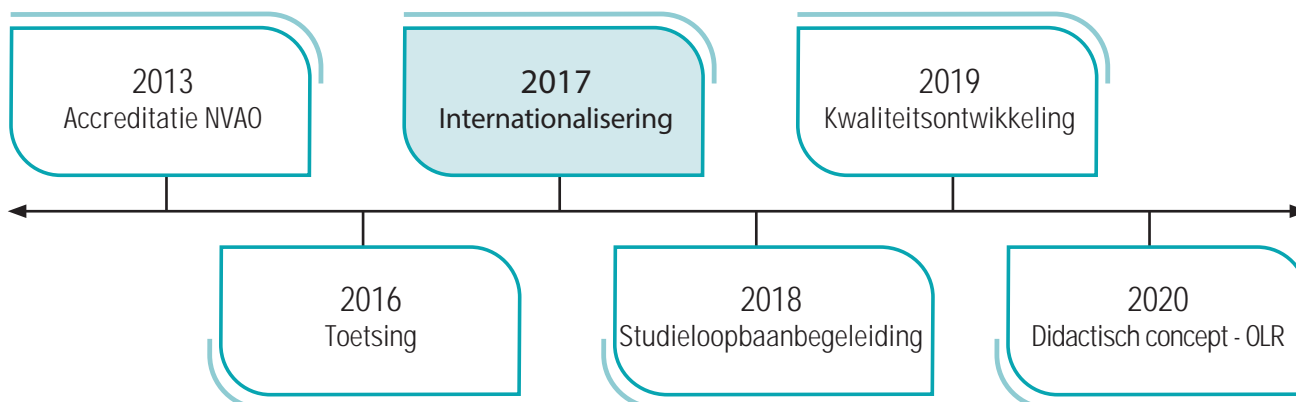 2013
Accreditatie NVAO
2017
Internationalisering
2019
Kwaliteitsontwikkeling
2016
Toetsing
2018
Studieloopbaanbegeleiding
2020
Didactisch concept - OLR